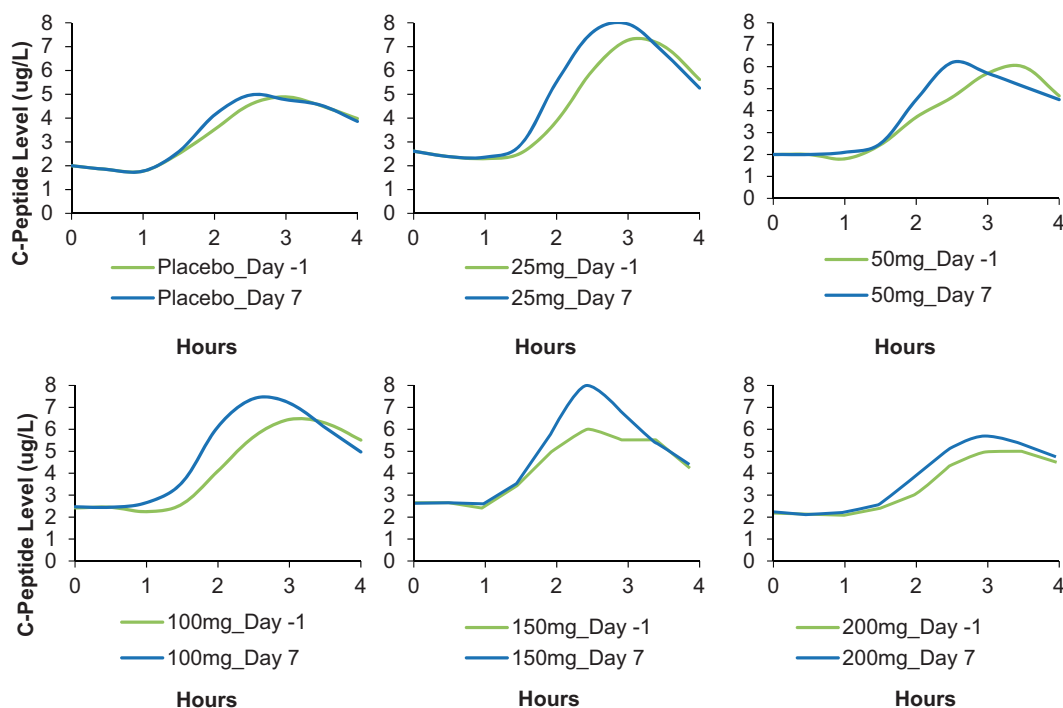 C-Peptide Level (ug/L)
8
7
6
5
4
3
2
1
0
0 1 2 3 4
Placebo_Day -1
Placebo_Day 7
Hours
8
7
6
5
4
3
2
1
0
0 1 2 3 4
25mg_Day -1
25mg_Day 7
Hours
8
7
6
5
4
3
2
1
0
0 1 2 3 4
50mg_Day -1
50mg_Day 7
Hours
C-Peptide Level (ug/L)
8
7
6
5
4
3
2
1
0
0 1 2 3 4
100mg_Day -1
100mg_Day 7
Hours
8
7
6
5
4
3
2
1
0
0 1 2 3 4
150mg_Day -1
150mg_Day 7
Hours
8
7
6
5
4
3
2
1
0
0 1 2 3 4
200mg_Day -1
200mg_Day 7
Hours